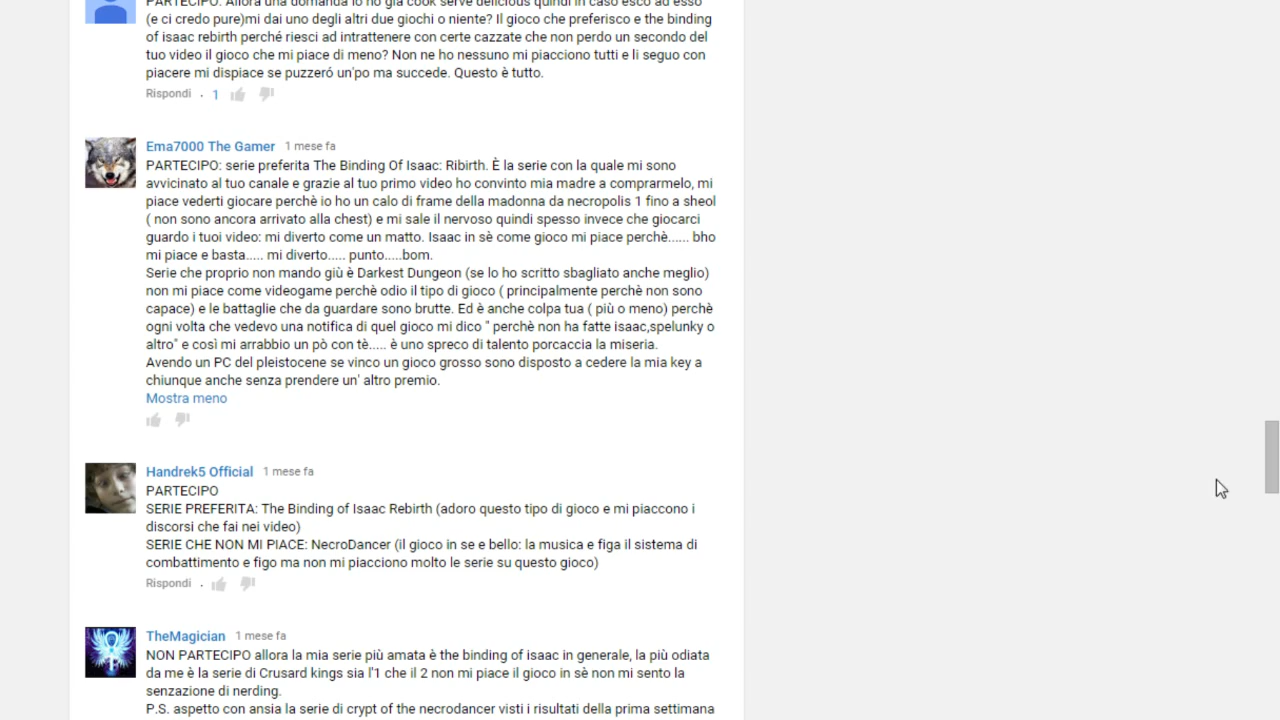 PARTECIPO: Allora una domanda io ho già cook serve delicious quindi in caso esco ad esso
(e ci credo pure)mi dai uno degli altri due giochi o niente? Il gioco che preferisco e the binding
of isaac rebirth perché riesci ad intrattenere con certe cazzate che non perdo un secondo del
tuo video il gioco che mi piace di meno? Non ne ho nessuno mi piacciono tutti e li seguo con
piacere mi dispiace se puzzeró un'po ma succede. Questo è tutto.
Rispondi . 1
Ema7000 The Gamer 1 mese fa
PARTECIPO: serie preferita The Binding Of Isaac: Ribirth. È la serie con la quale mi sono
avvicinato al tuo canale e grazie al tuo primo video ho convinto mia madre a comprarmelo, mi
piace vederti giocare perchè io ho un calo di frame della madonna da necropolis 1 fino a sheol
( non sono ancora arrivato alla chest) e mi sale il nervoso quindi spesso invece che giocarci
guardo i tuoi video: mi diverto come un matto. Isaac in sè come gioco mi piace perchè...... bho
mi piace e basta..... mi diverto..... punto.....bom.
Serie che proprio non mando giù è Darkest Dungeon (se lo ho scritto sbagliato anche meglio)
non mi piace come videogame perchè odio il tipo di gioco ( principalmente perchè non sono
capace) e le battaglie che da guardare sono brutte. Ed è anche colpa tua ( più o meno) perchè
ogni volta che vedevo una notifica di quel gioco mi dico " perchè non ha fatte isaac,spelunky o
altro" e così mi arrabbio un pò con tè..... è uno spreco di talento porcaccia la miseria.
Avendo un PC del pleistocene se vinco un gioco grosso sono disposto a cedere la mia key a
chiunque anche senza prendere un' altro premio.
Mostra meno
Handrek5 Official 1 mese fa
PARTECIPO
SERIE PREFERITA: The Binding of Isaac Rebirth (adoro questo tipo di gioco e mi piaccono i
discorsi che fai nei video)
SERIE CHE NON MI PIACE: NecroDancer (il gioco in se e bello: la musica e figa il sistema di
combattimento e figo ma non mi piacciono molto le serie su questo gioco)
Rispondi .
TheMagician 1 mese fa
NON PARTECIPO allora la mia serie più amata è the binding of isaac in generale, la più odiata
da me è la serie di Crusard kings sia l'1 che il 2 non mi piace il gioco in sè non mi sento la
senzazione di nerding.
P.S. aspetto con ansia la serie di crypt of the necrodancer visti i risultati della prima settimana